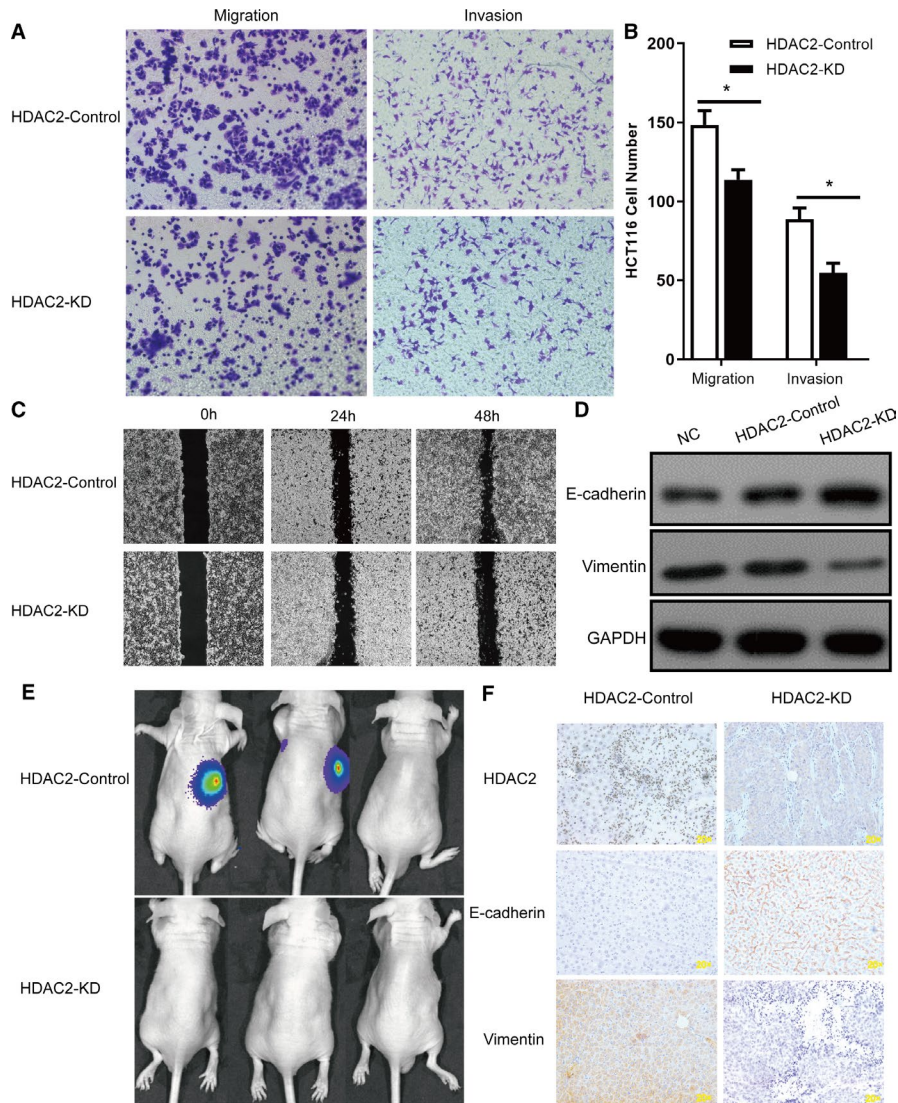 Migration
Invasion
A
HDAC2-Control
HDAC2-KD
B
HDAC2-Control
HDAC2-KD
200
150
100
50
0
HCT116 Cell Number
*
*
Migration
Invasion
C
0h
24h
48h
HDAC2-Control
HDAC2-KD
D
NC
HDAC2-Control
HDAC2-KD
E-cadherin
Vimentin
GAPDH
E
HDAC2-Control
HDAC2-KD
F
HDAC2-Control
HDAC2-KD
HDAC2
E-cadherin
Vimentin